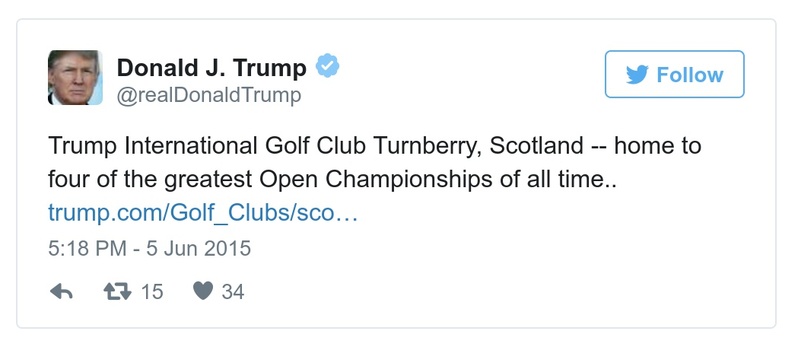 Donald J. Trump
@realDonaldTrump
Follow
Trump International Golf Club Turnberry, Scotland -- home to
four of the greatest Open Championships of all time..
trump.com/Golf_Clubs/sco…
5:18 PM - 5 Jun 2015
15 34